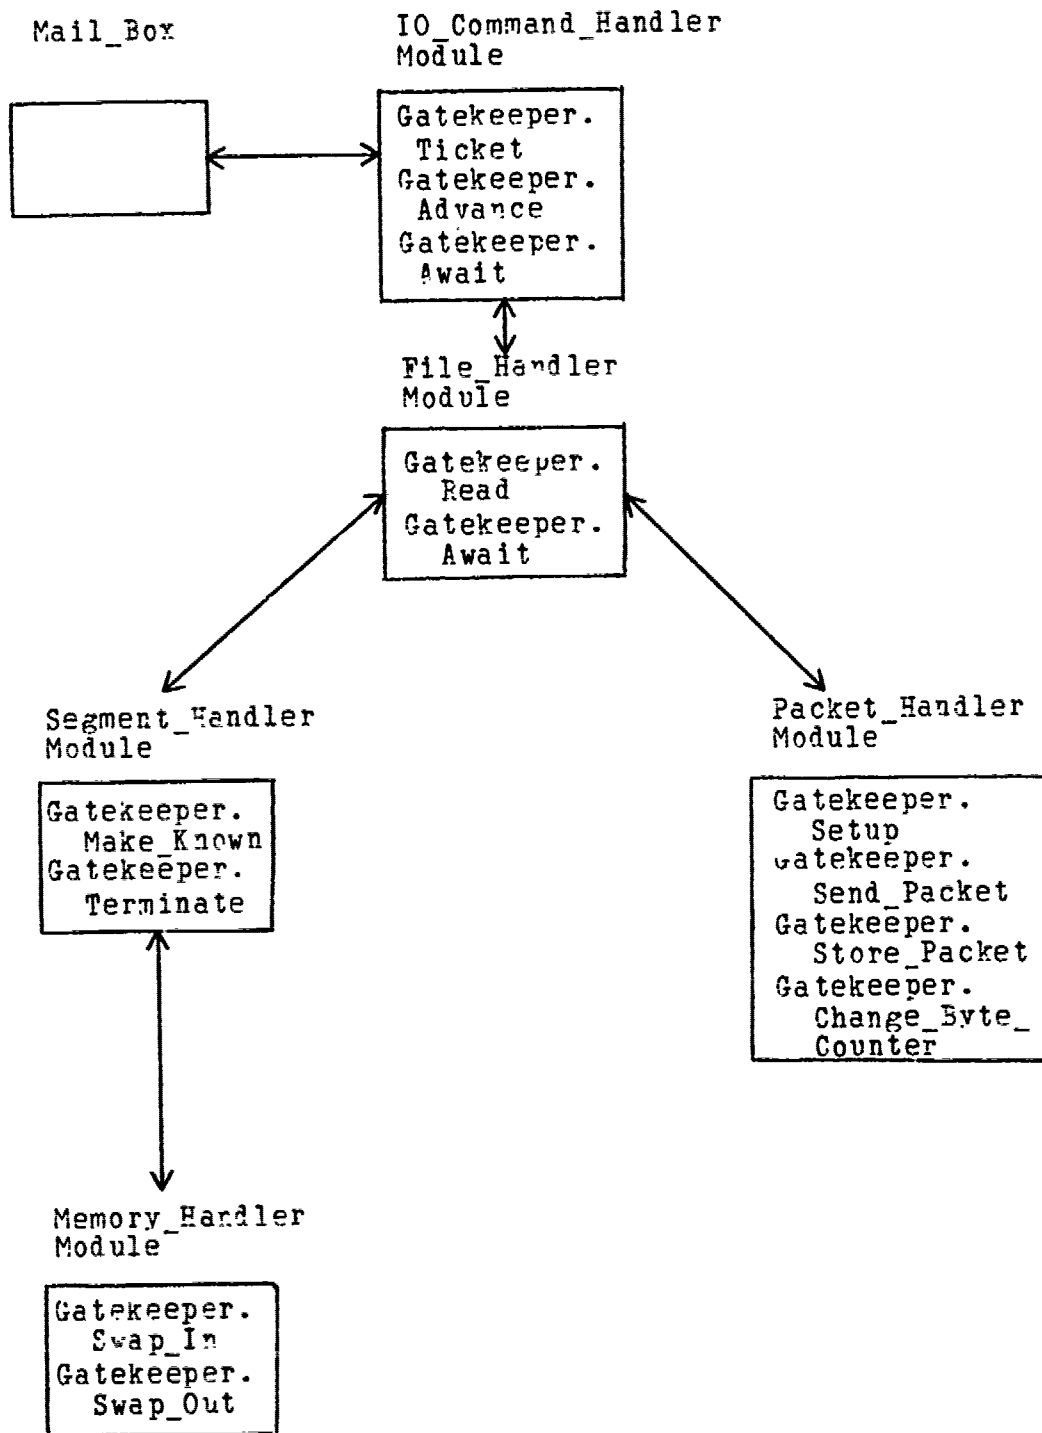 Mail_Box
IO_Command_Handler
Module
Gatekeeper.
Ticket
Gatekeeper.
Advance
Gatekeeper.
Await
File_Handler
Module
Gatekeeper.
Read
Gatekeeper.
Await
Segment_Handler
Module
Gatekeeper.
Make_Known
Gatekeeper.
Terminate
Packet_Handler
Module
Gatekeeper.
Setup
Gatekeeper.
Send_Packet
Gatekeeper.
Store_Packet
Gatekeeper.
Change_Byte_
Counter
Memory_Handler
Module
Gatekeeper.
Swap_In
Gatekeeper.
Swap_Out